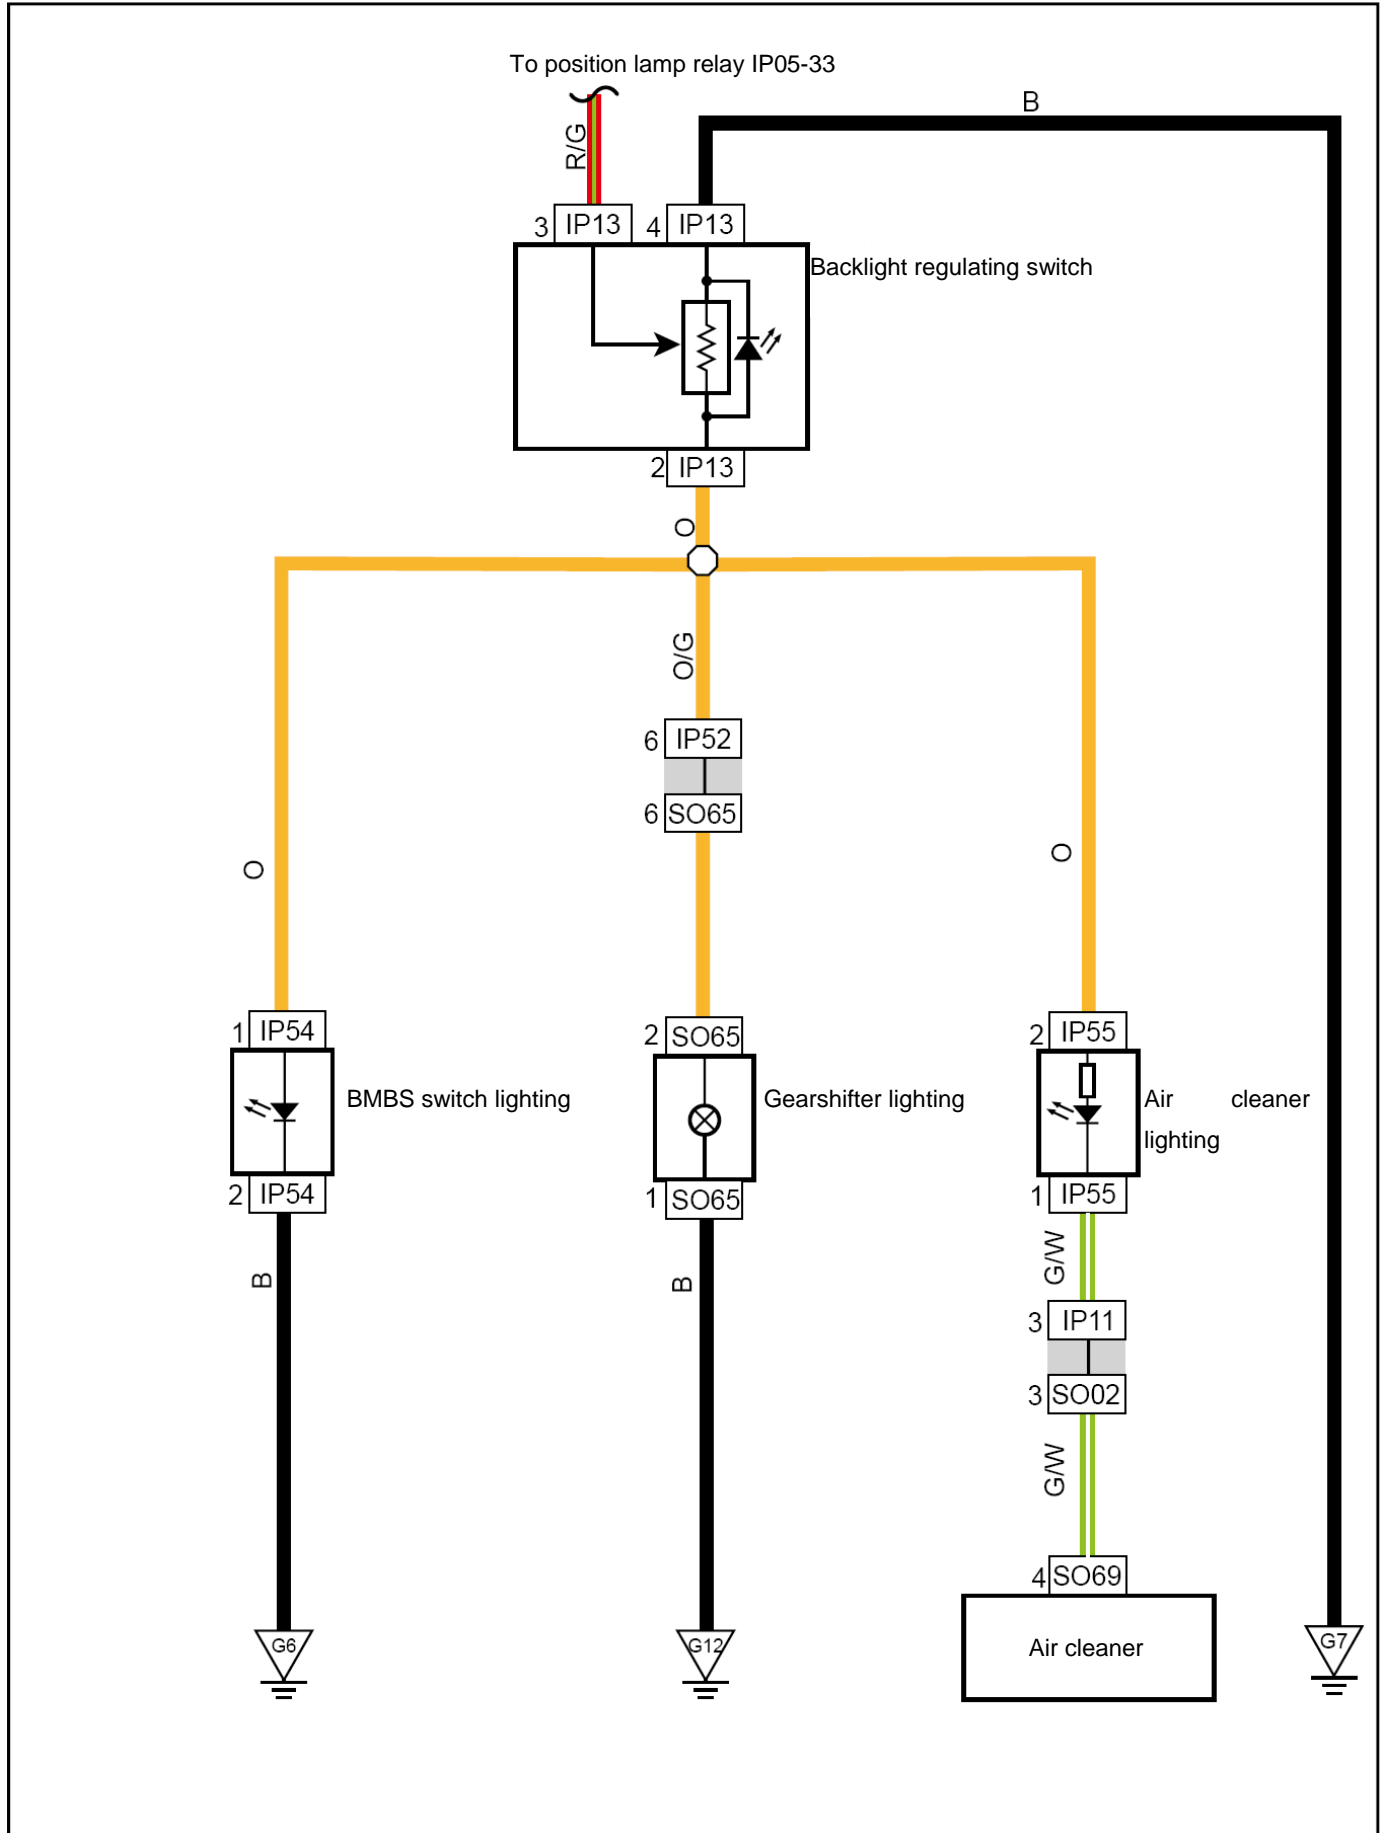 To position lamp relay IP05-33
B
R/G
3 IP13 4 IP13
Backlight regulating switch
2 IP13
O
O/G
6 IP52
6 SO65
O
O
1 IP54
2 SO65
2 IP55
BMBS switch lighting
Gearshifter lighting
Air cleaner
lighting
2 IP54
1 SO65
1 IP55
B
B
G/W
3 IP11
3 SO02
G/W
4 SO69
Air cleaner
G6
G12
G7